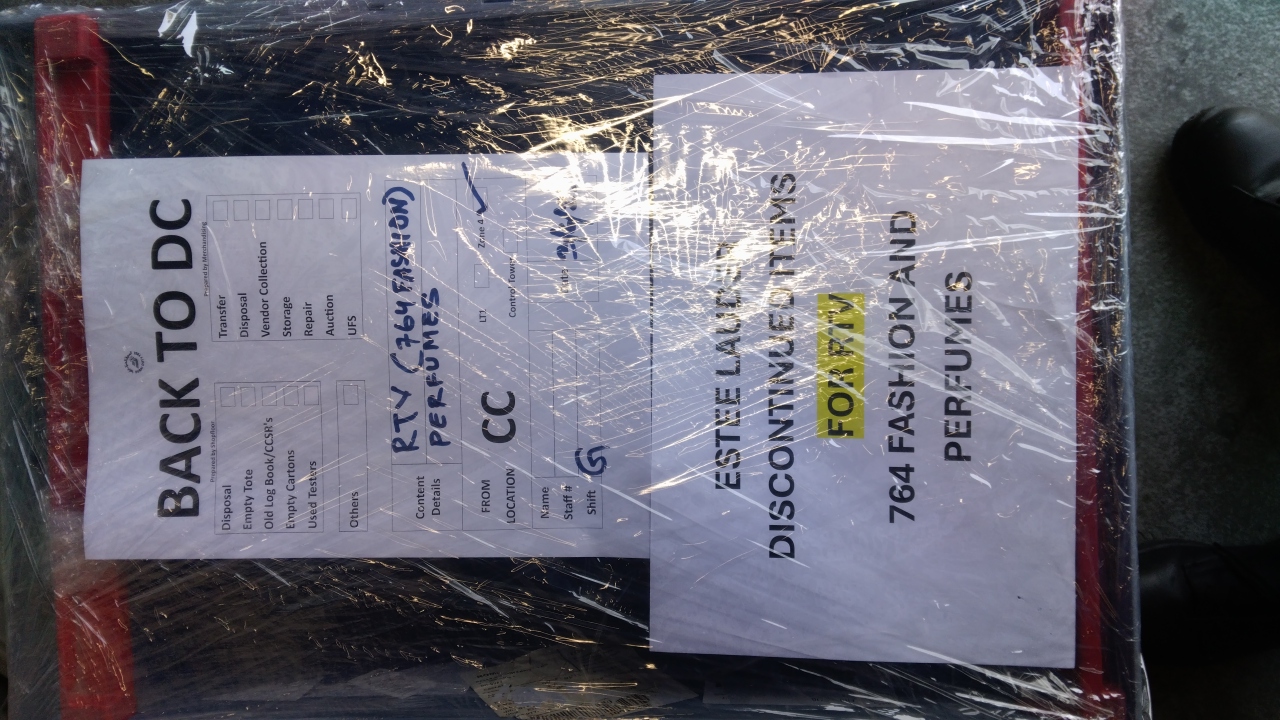 BACK TO DC
Prepared by Shopfloor
Prepared by Merchandising
Disposal
Empty tote
Old Log Book/CCSR's
Empty Cartons
Used Testers
Others
Transfer
Disposal
Vendor Collection
Storage
Repair
Auction
UFS
Content Details
RTV (764 FASHION)
PERFUMES
FROM LOCATION
CC
LT1
Zone
Control Tower
Name
Staff #
Shift
G
ESTEE LAUDER
DISCONTINUED ITEMS
FOR RTV
764 FASHION AND
PERFUMES